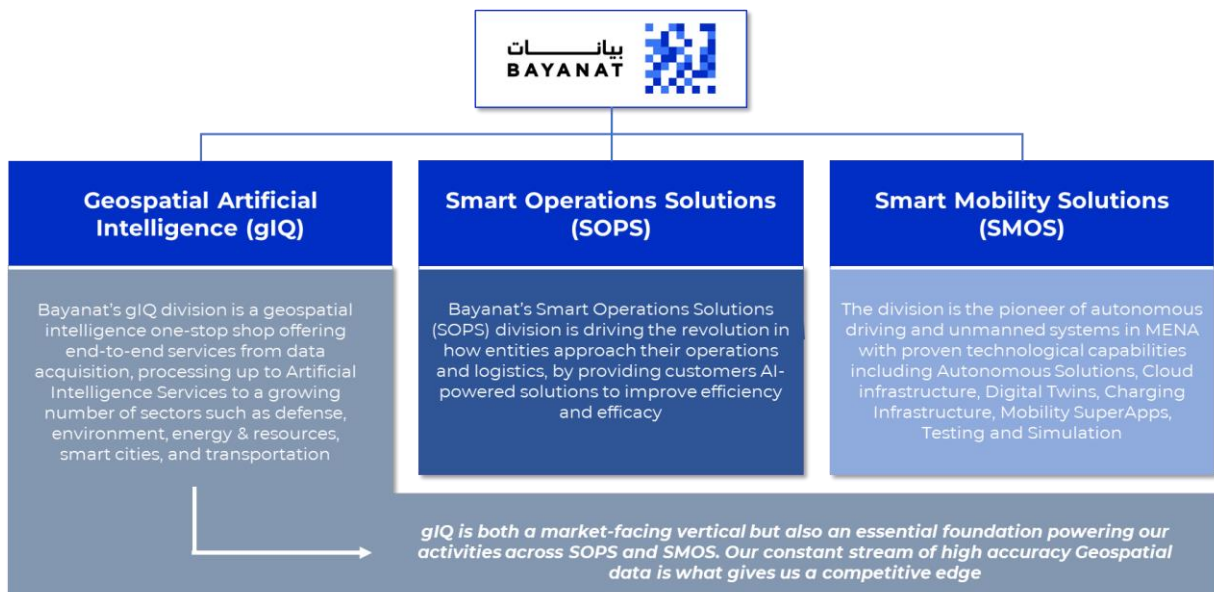 بيانات
BAYANAT
Geospatial Artificial
Intelligence (gIQ)
Bayanat's gIQ division is a geospatial
intelligence one-stop shop offering
end-to-end services from data
acquisition, processing up to Artificial
Intelligence Services to a growing
number of sectors such as defense,
environment, energy & resources,
smart cities, and transportation
Smart Operations Solutions
(SOPS)
Bayanat's Smart Operations Solutions
(SOPS) division is driving the revolution in
how entities approach their operations
and logistics, by providing customers AI-
powered solutions to improve efficiency
and efficacy
Smart Mobility Solutions
(SMOS)
The division is the pioneer of autonomous
driving and unmanned systems in MENA
with proven technological capabilities
including Autonomous Solutions, Cloud
infrastructure, Digital Twins, Charging
Infrastructure, Mobility SuperApps,
Testing and Simulation
gIQ is both a market-facing vertical but also an essential foundation powering our
activities across SOPS and SMOS. Our constant stream of high accuracy Geospatial
data is what gives us a competitive edge